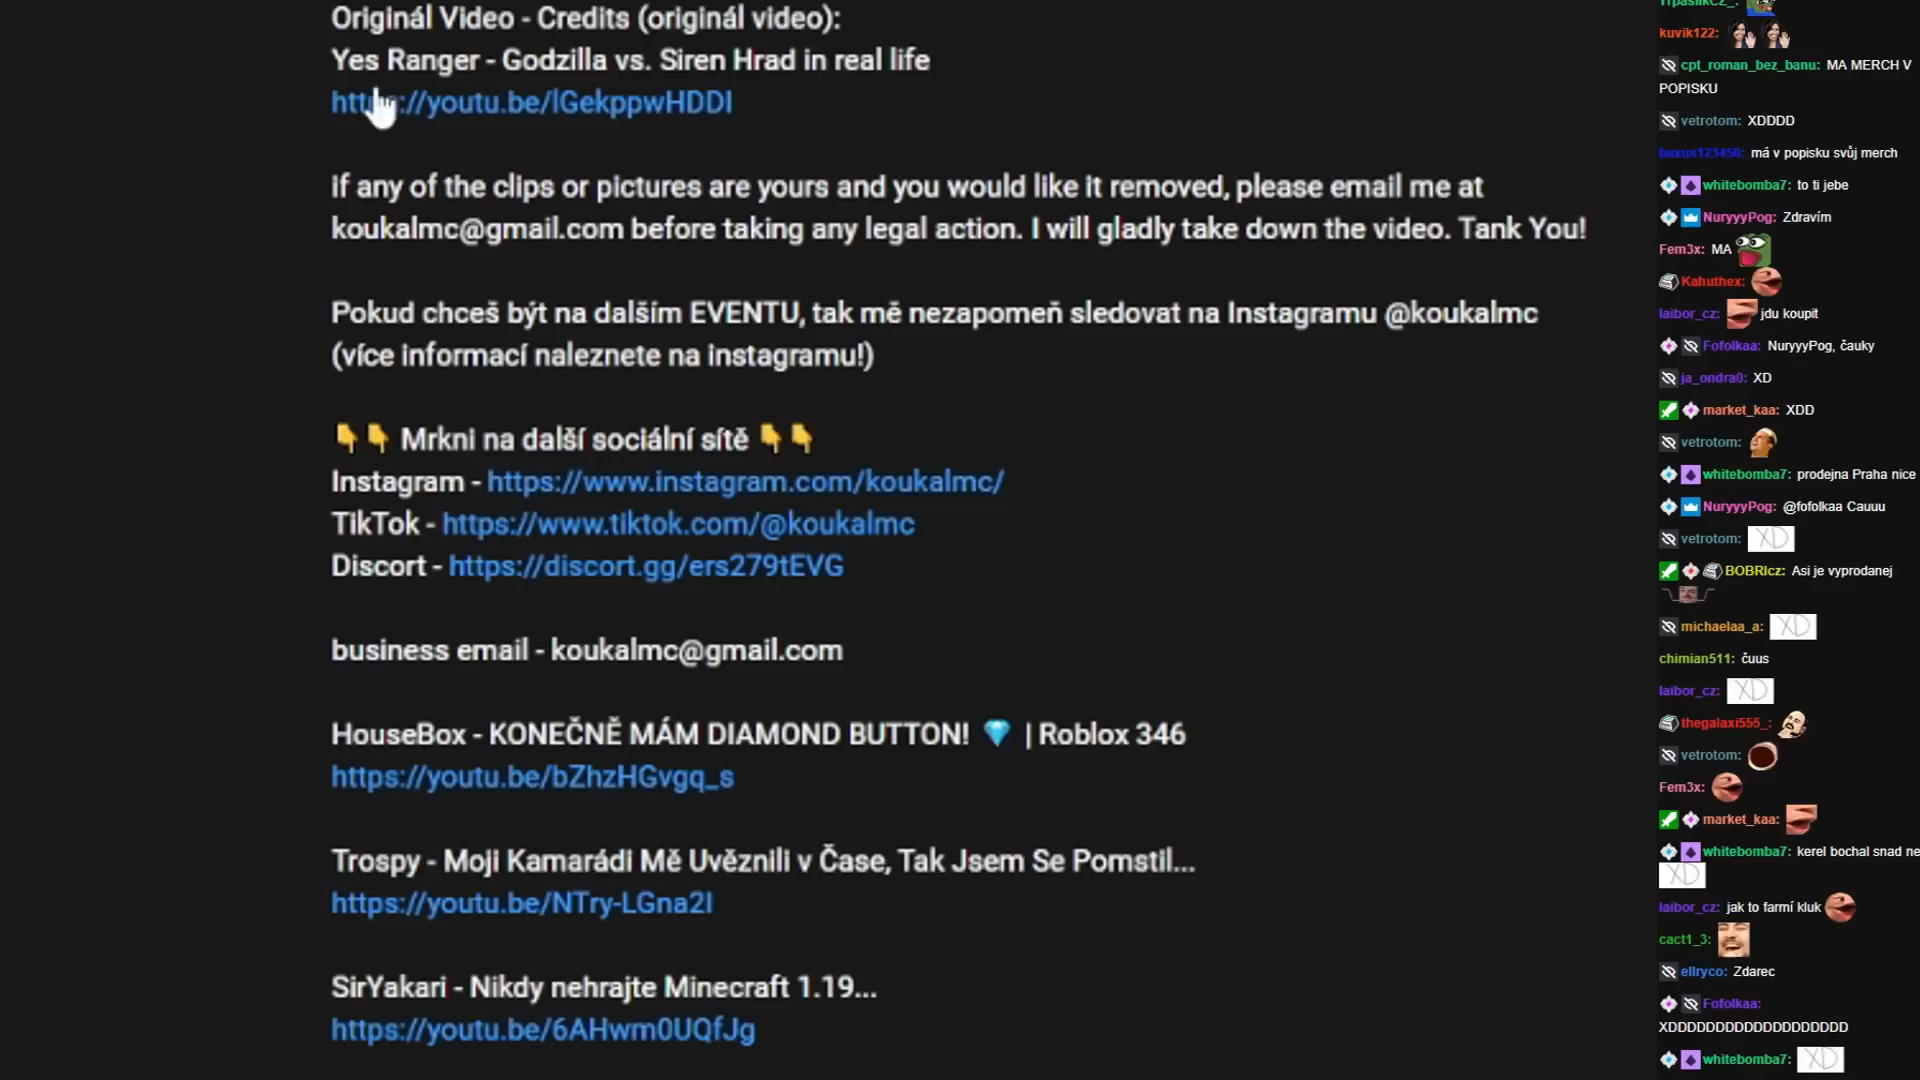 Originál Video - Credits (originál video):
Yes Ranger - Godzilla vs. Siren Hrad in real life
https://youtu.be/lGekppwHDDI
if any of the clips or pictures are yours and you would like it removed, please email me at
koukalmc@gmail.com before taking any legal action. I will gladly take down the video. Tank You!
Pokud chceš být na dalším EVENTU, tak mě nezapomeň sledovat na Instagramu @koukalmc
(více informací naleznete na instagramu!)
Mrkni na další sociální sítě
Instagram - https://www.instagram.com/koukalmc/
TikTok - https://www.tiktok.com/@koukalmc
Discort - https://discort.gg/ers279tEVG
business email - koukalmc@gmail.com
HouseBox - KONEČNĚ MÁM DIAMOND BUTTON! 💎 | Roblox 346
https://youtu.be/bZhzHGvgq_s
Trospy - Moji Kamarádi Mě Uvěznili v Čase, Tak Jsem Se Pomstil...
https://youtu.be/NTry-LGna2I
SirYakari - Nikdy nehrajte Minecraft 1.19...
https://youtu.be/6AHwm0UQfJg
kuvik122:
cpt_roman_bez_banu: MA MERCH V
POPISKU
vetrotom: XDDDD
baxus123456: má v popisku svůj merch
whitebomba7: to ti jebe
NuryyyPog: Zdravím
Fem3x: MA
Kahuthex:
laibor_cz: jdu koupit
Fofolkaa: NuryyyPog, čauky
ja_ondra0: XD
market_kaa: XDD
vetrotom:
whitebomba7: prodejna Praha nice
NuryyyPog: @fofolkaa Cauuu
vetrotom: XD
BOBRIcz: Asi je vyprodanej
michaelaa_a: XD
chimian511: čuus
laibor_cz: XD
thegalaxi555_:
vetrotom:
Fem3x:
market_kaa:
whitebomba7: kerel bochal snad ne
XD
laibor_cz: jak to farmí kluk
cact1_3:
ellryco: Zdarec
Fofolkaa:
XDDDDDDDDDDDDDDDDDDD
whitebomba7: XD